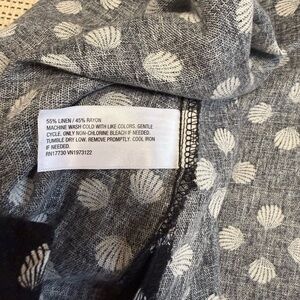 55% LINEN / 45% RAYON
MACHINE WASH COLD WITH LIKE COLORS. GENTLE
CYCLE. ONLY NON-CHLORINE BLEACH IF NEEDED.
TUMBLE DRY LOW. REMOVE PROMPTLY. COOL IRON
IF NEEDED.
RN17730 VN1973122